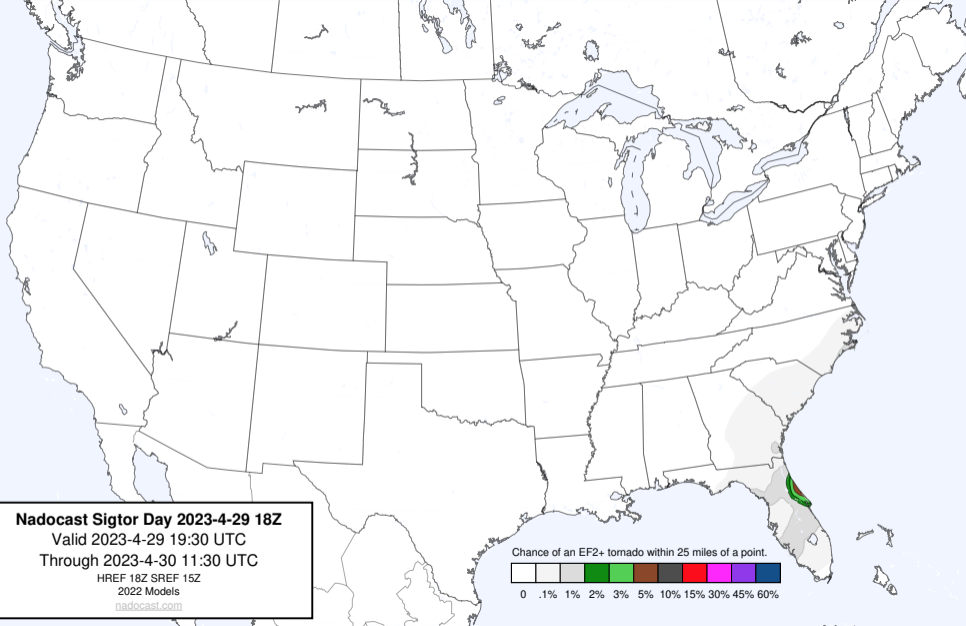 Nadocast Sigtor Day 2023-4-29 18Z
Valid 2023-4-29 19:30 UTC
Through 2023-4-30 11:30 UTC
HREF 18Z SREF 15Z
2022 Models
nadocast.com
Chance of an EF2+ tornado within 25 miles of a point.
0 .1% 1% 2% 3% 5% 10% 15% 30% 45% 60%